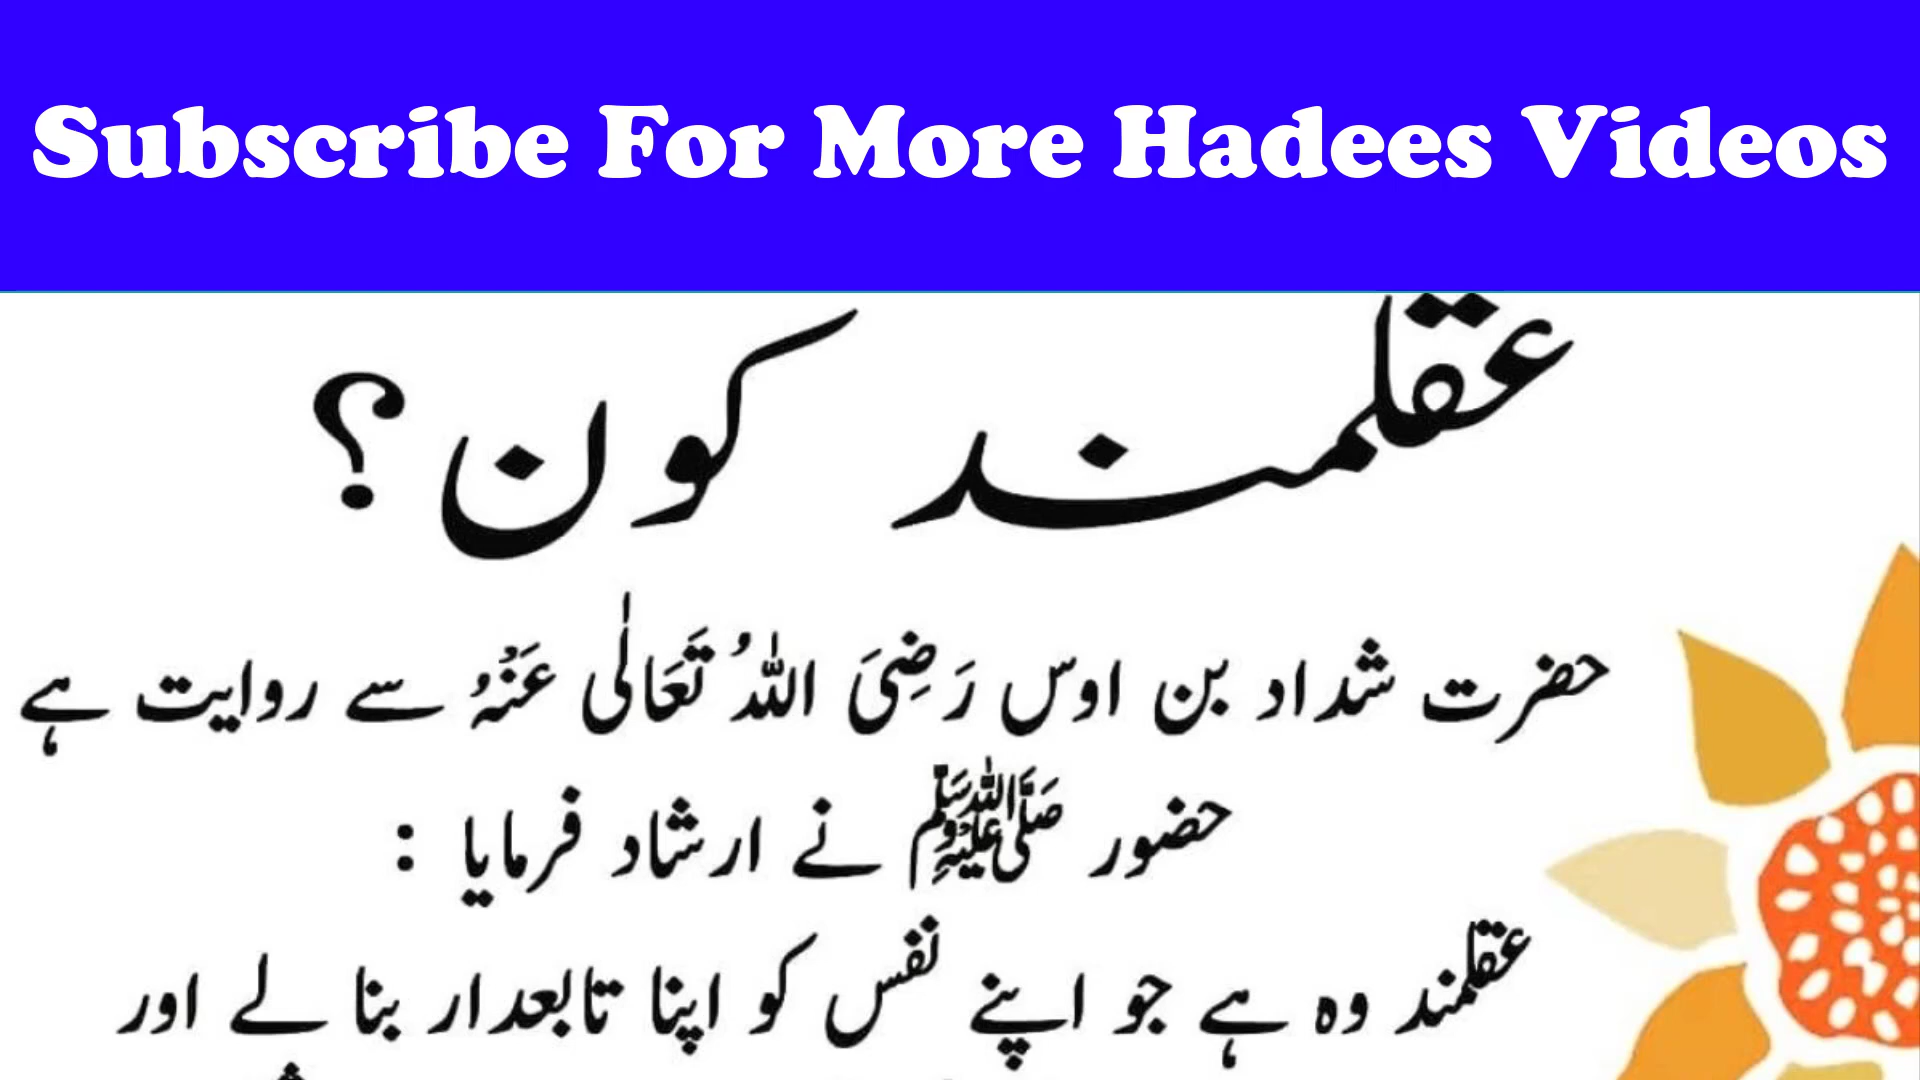 Subscribe For More Hadees Videos
عقلمند کون؟
حضرت شداد بن اوس رَضِیَ اللہُ تَعَالٰی عَنْہُ سے روایت ہے
حضور ﷺ نے ارشاد فرمایا :
عقلمند وہ ہے جو اپنے نفس کو اپنا تابعدار بنا لے اور